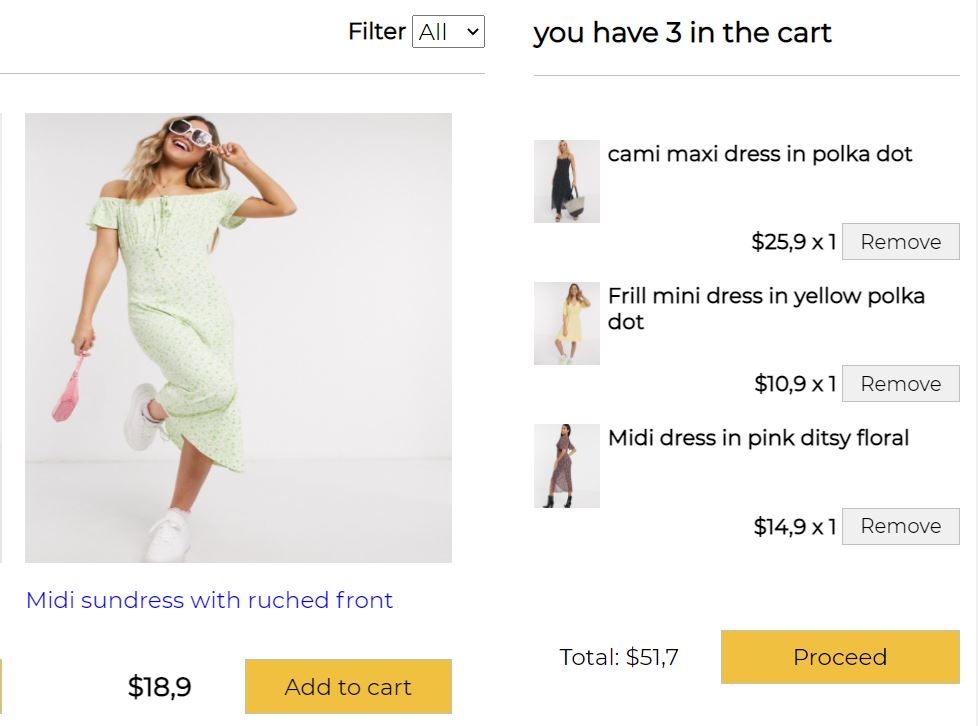 Filter All
you have 3 in the cart
cami maxi dress in polka dot
$25,9 x 1 Remove
Frill mini dress in yellow polka
dot
$10,9 x 1 Remove
Midi dress in pink ditsy floral
$14,9 x 1 Remove
Midi sundress with ruched front
$18,9 Add to cart
Total: $51,7 Proceed